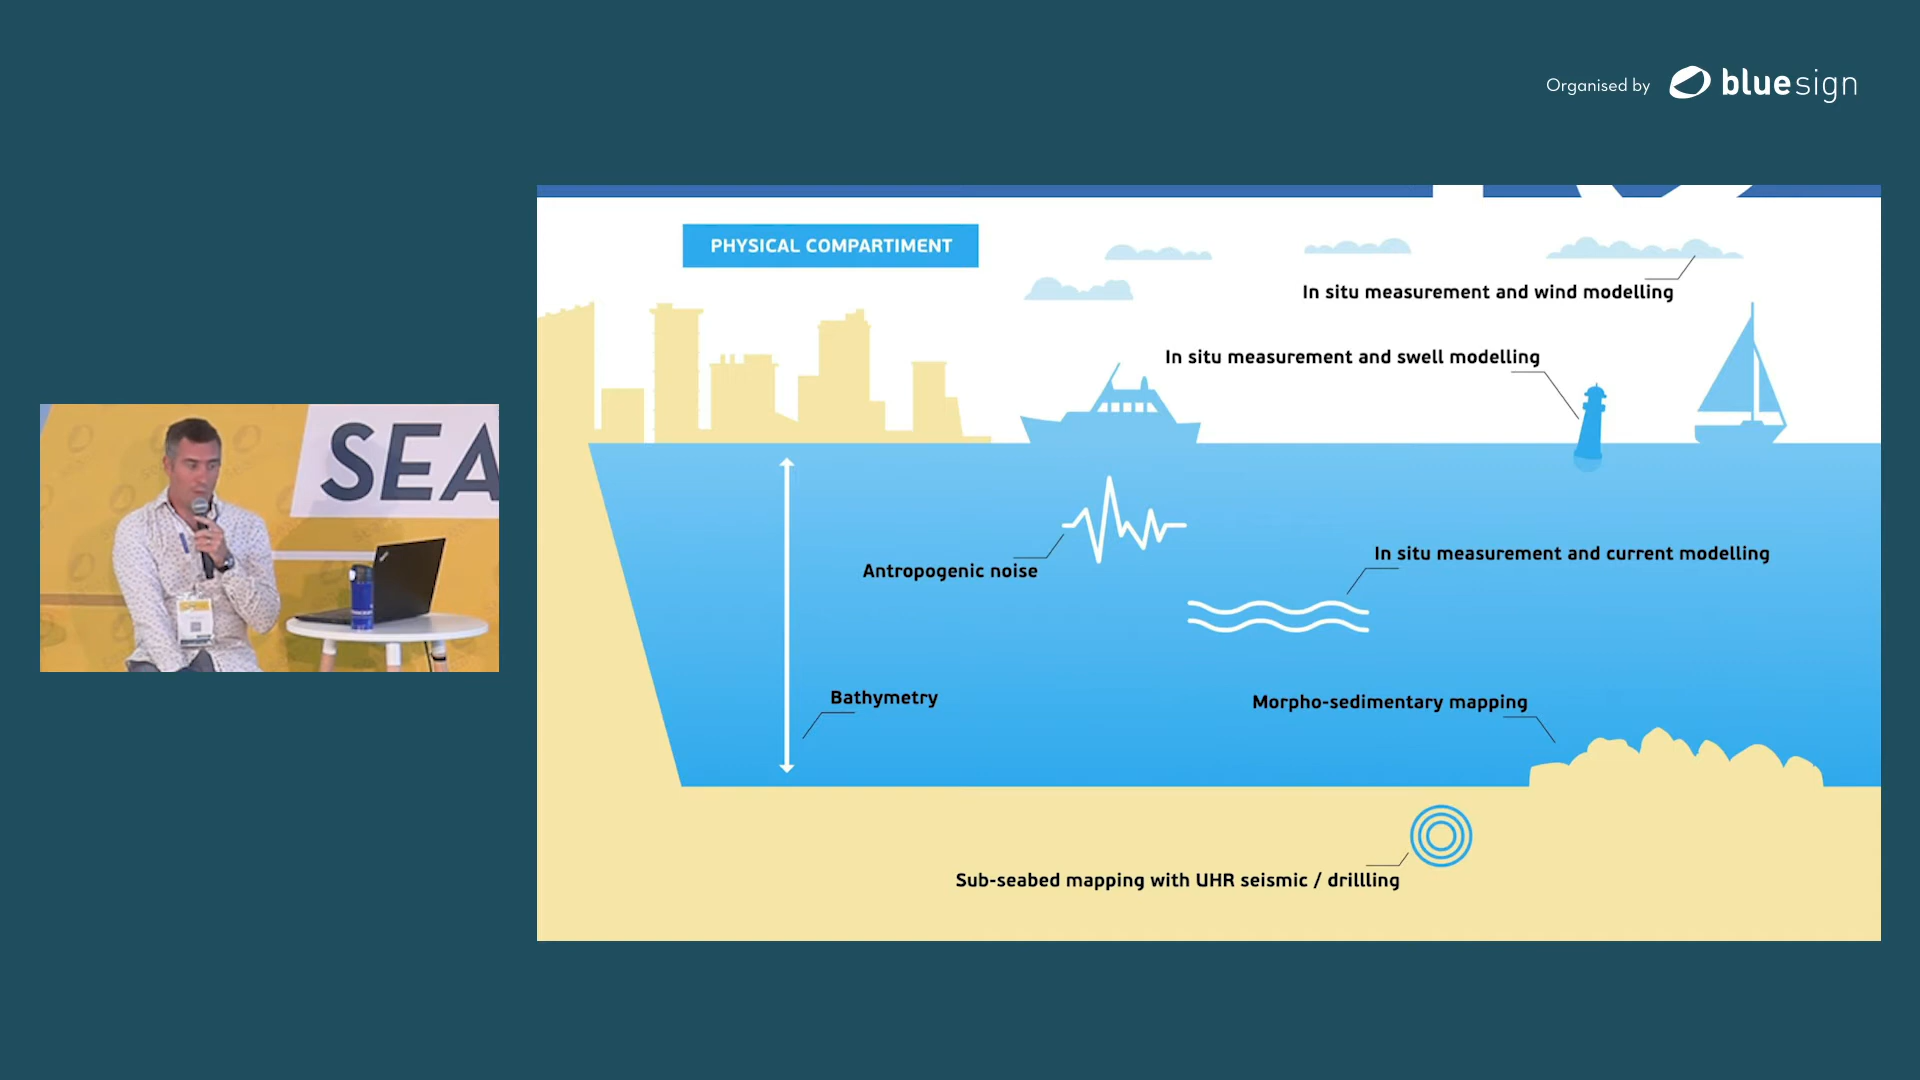 Organised by bluesign
PHYSICAL COMPARTIMENT
In situ measurement and wind modelling
In situ measurement and swell modelling
SEA
In situ measurement and current modelling
Antropogenic noise
Bathymetry
Morpho-sedimentary mapping
Sub-seabed mapping with UHR seismic / drillling